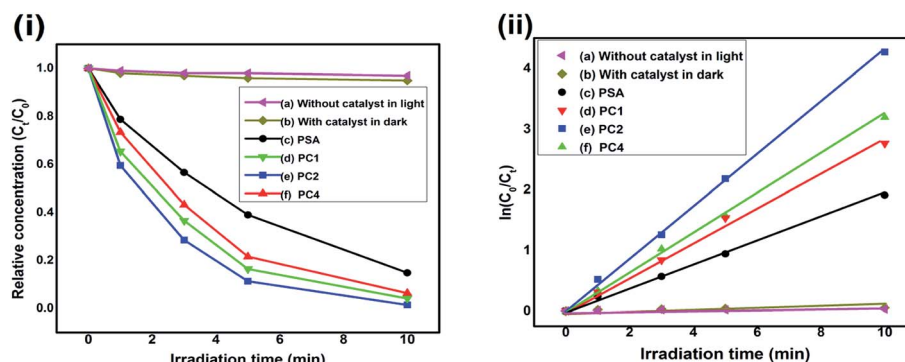 (i)
Relative concentration (Ct/C0)
1.0
0.8
0.6
0.4
0.2
0.0
(a) Without catalyst in light
(b) With catalyst in dark
(c) PSA
(d) PC1
(e) PC2
(f) PC4
0 2 4 6 8 10
Irradiation time (min)
(ii)
ln(C0/Ct)
4
3
2
1
0
(a) Without catalyst in light
(b) With catalyst in dark
(c) PSA
(d) PC1
(e) PC2
(f) PC4
0 2 4 6 8 10
Irradiation time (min)